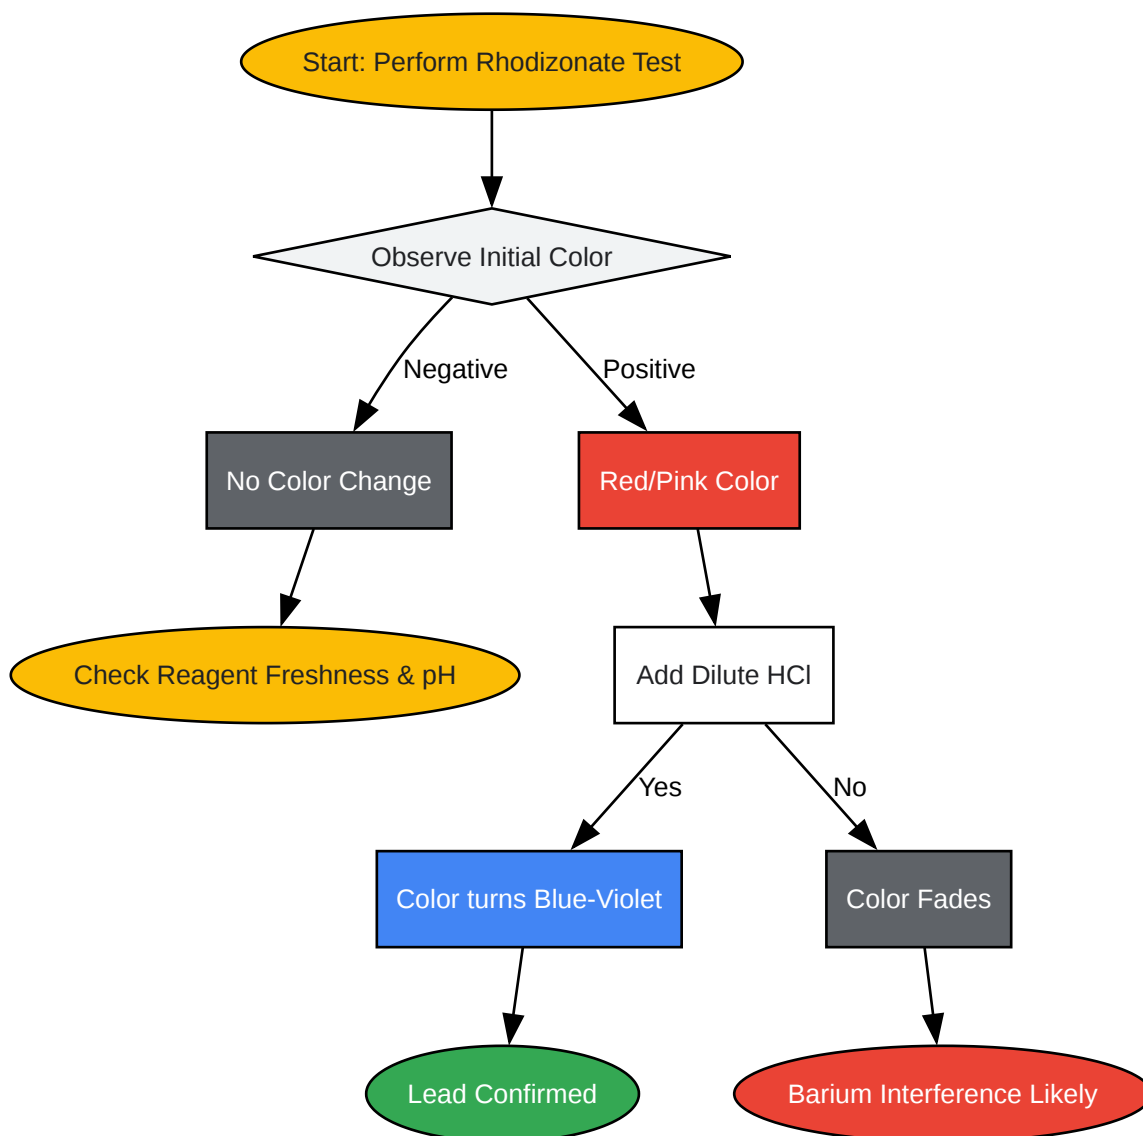 Start: Perform Rhodizonate Test
Observe Initial Color
Negative
Positive
No Color Change
Red/Pink Color
Check Reagent Freshness & pH
Add Dilute HCl
Yes
No
Color turns Blue-Violet
Color Fades
Lead Confirmed
Barium Interference Likely